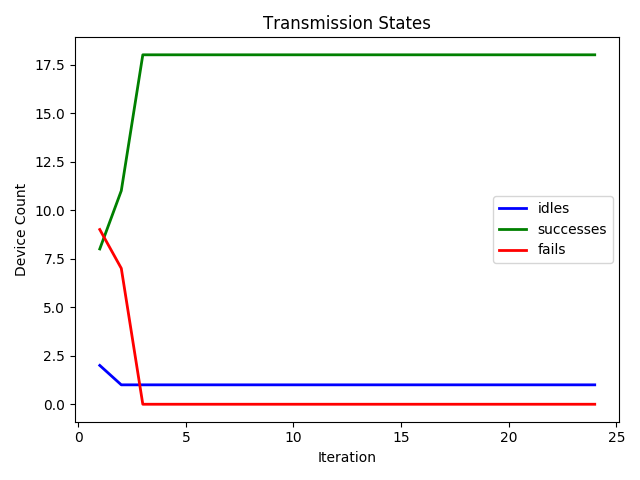 Transmission States
Device Count
17.5
15.0
12.5
10.0
7.5
5.0
2.5
0.0
idles
successes
fails
0 5 10 15 20 25
Iteration